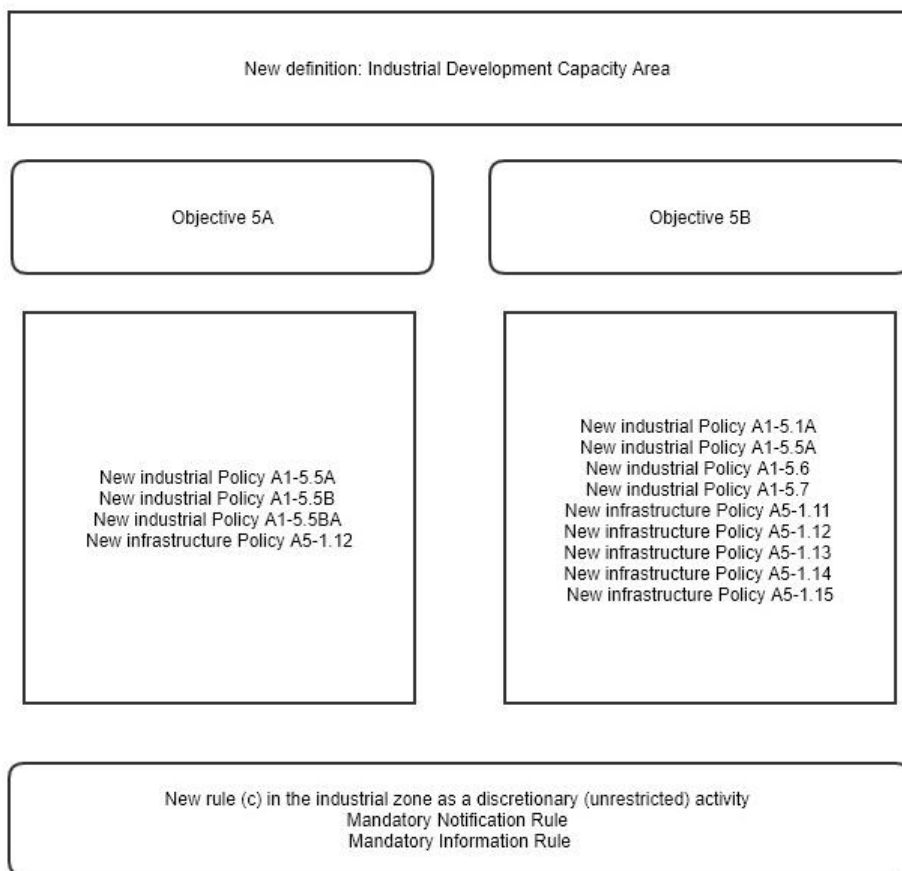 New definition: Industrial Development Capacity Area
Objective 5A
Objective 5B
New industrial Policy A1-5.5A
New industrial Policy A1-5.5B
New industrial Policy A1-5.5BA
New infrastructure Policy A5-1.12
New industrial Policy A1-5.1A
New industrial Policy A1-5.5A
New industrial Policy A1-5.6
New industrial Policy A1-5.7
New infrastructure Policy A5-1.11
New infrastructure Policy A5-1.12
New infrastructure Policy A5-1.13
New infrastructure Policy A5-1.14
New infrastructure Policy A5-1.15
New rule (c) in the industrial zone as a discretionary (unrestricted) activity
Mandatory Notification Rule
Mandatory Information Rule